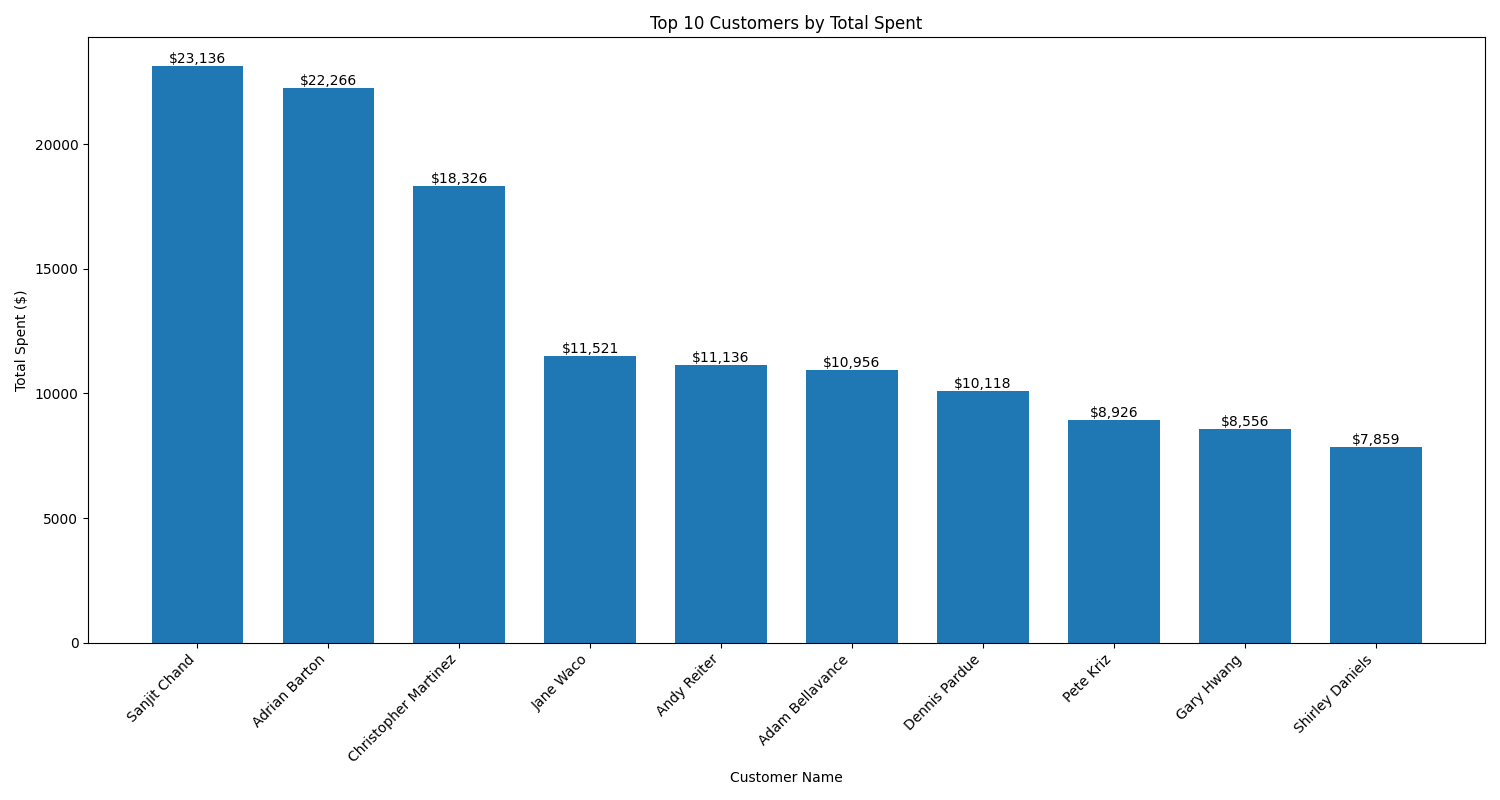 Top 10 Customers by Total Spent
$23,136
$22,266
$18,326
$11,521
$11,136
$10,956
$10,118
$8,926
$8,556
$7,859
20000
15000
10000
5000
0
Total Spent ($)
Sanjit Chand
Adrian Barton
Christopher Martinez
Jane Waco
Andy Reiter
Adam Bellavance
Dennis Pardue
Pete Kriz
Gary Hwang
Shirley Daniels
Customer Name